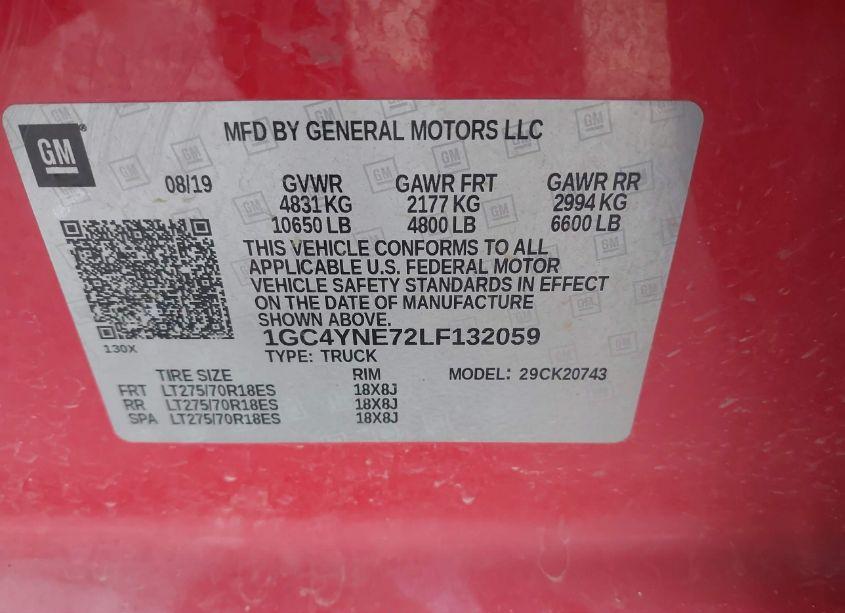 GM
MFD BY GENERAL MOTORS LLC
08/19 GVWR GAWR FRT GAWR RR
4831 KG 2177 KG 2994 KG
10650 LB 4800 LB 6600 LB
THIS VEHICLE CONFORMS TO ALL
APPLICABLE U.S. FEDERAL MOTOR
VEHICLE SAFETY STANDARDS IN EFFECT
ON THE DATE OF MANUFACTURE
SHOWN ABOVE.
130X
1GC4YNE72LF132059
TYPE: TRUCK
TIRE SIZE RIM MODEL: 29CK20743
FRT LT275/70R18ES 18X8J
RR LT275/70R18ES 18X8J
SPA LT275/70R18ES 18X8J